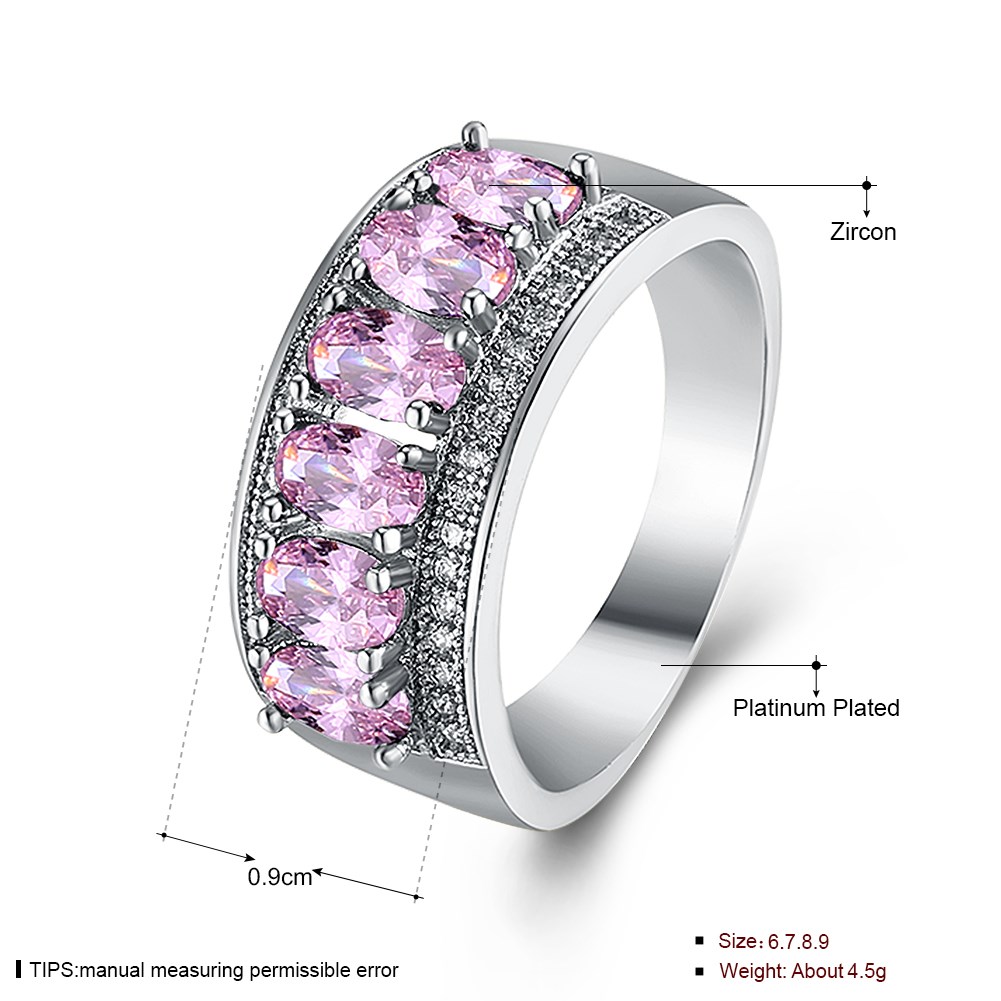 Zircon
Platinum Plated
0.9cm
Size: 6.7.8.9
TIPS:manual measuring permissible error
Weight: About 4.5g